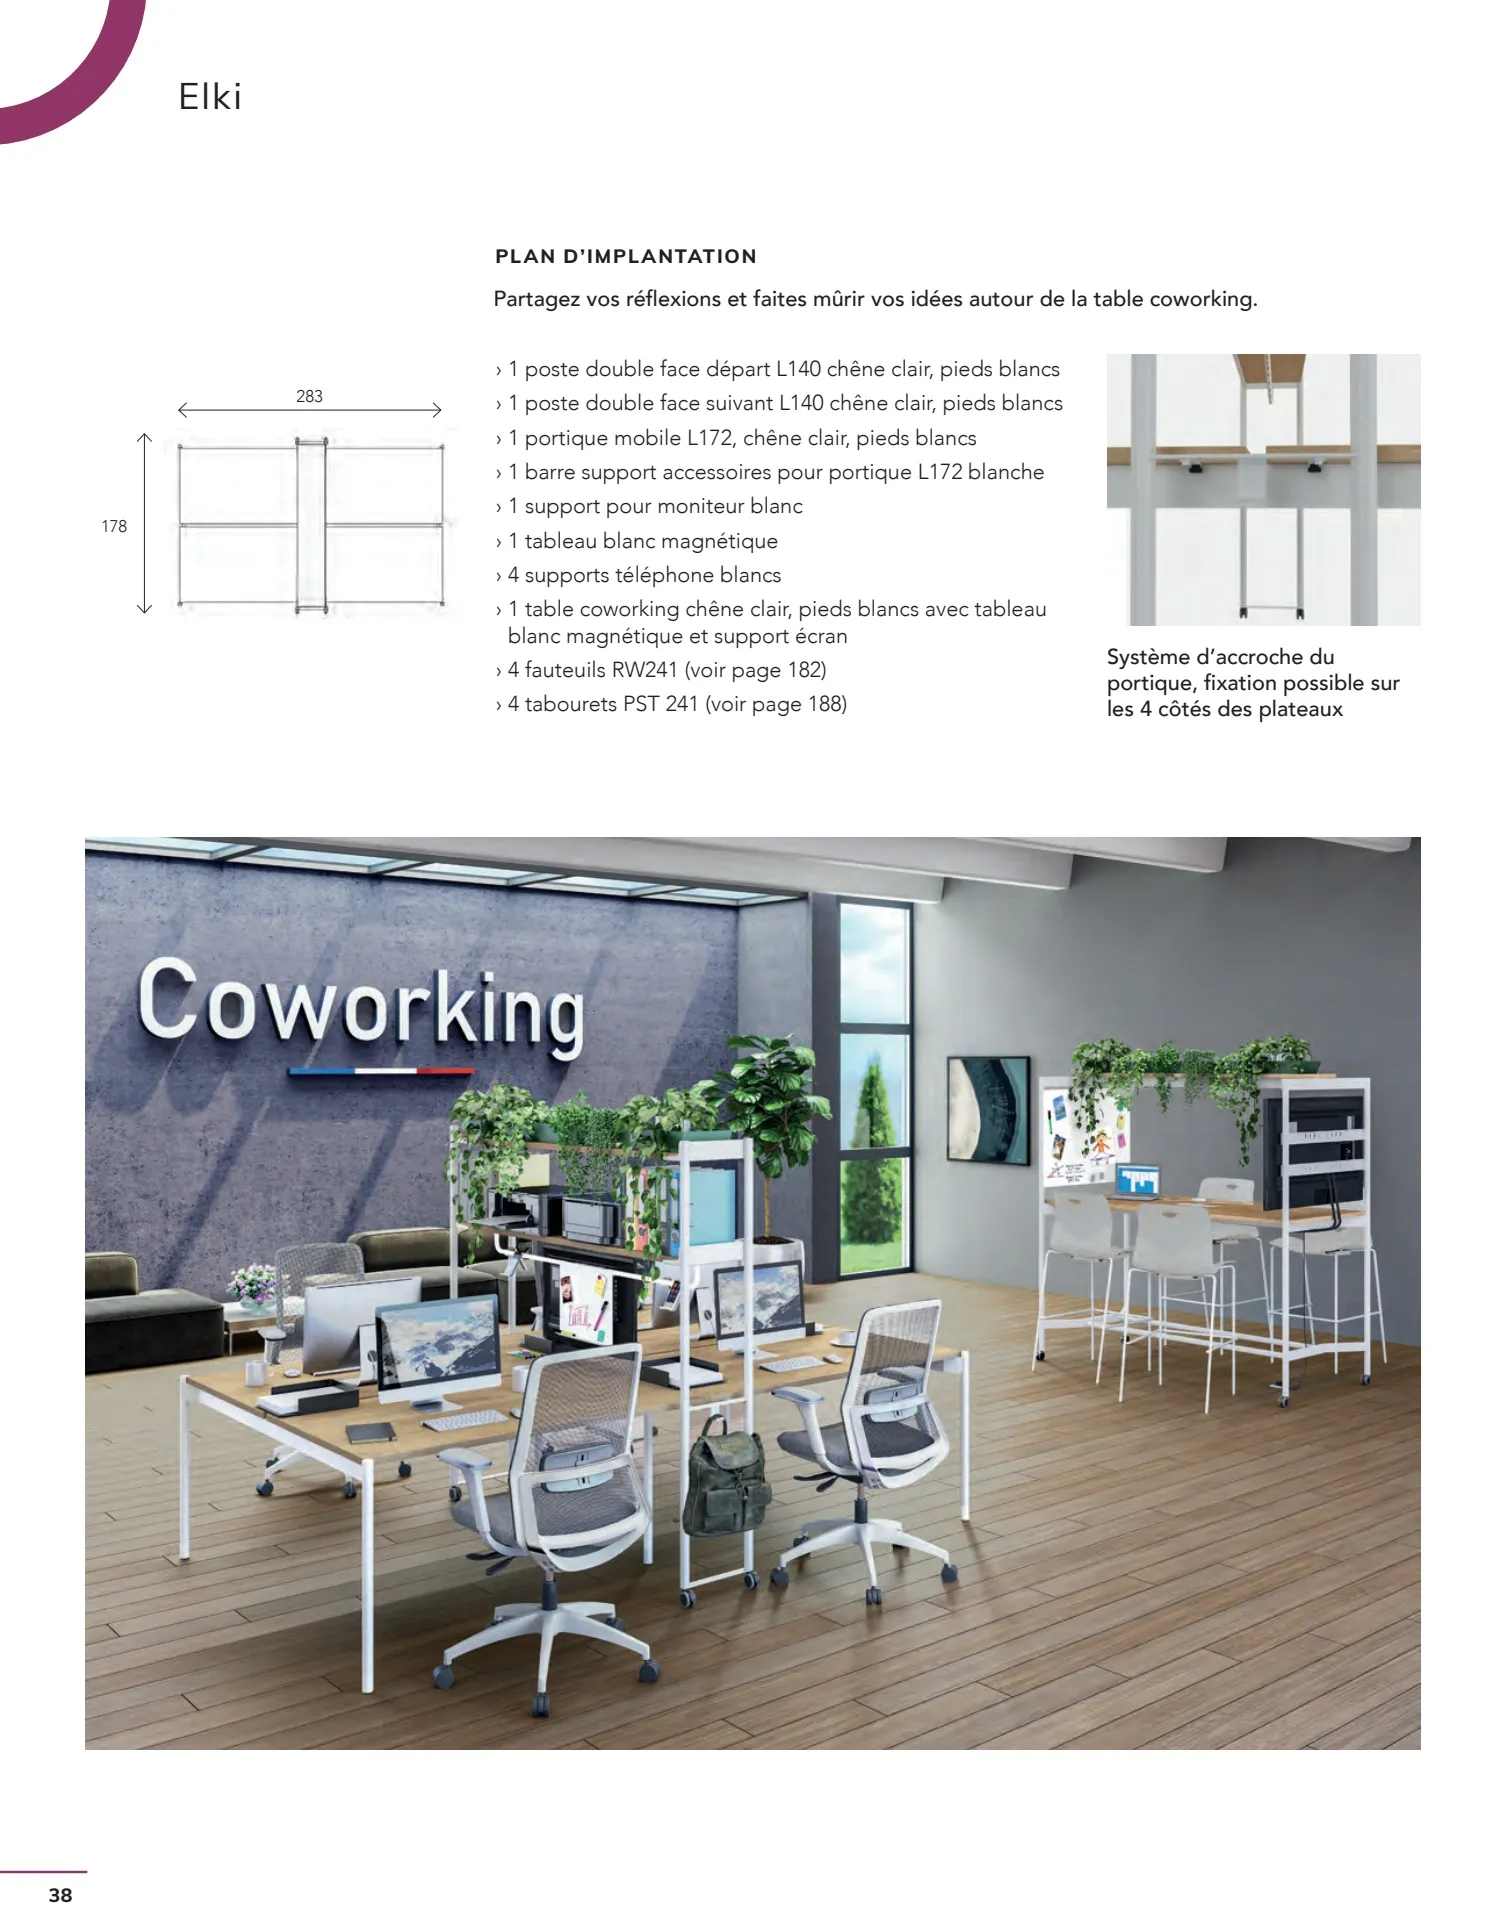 Elki
PLAN D’IMPLANTATION
Partagez vos réflexions et faites mûrir vos idées autour de la table coworking.
283
178
› 1 poste double face départ L140 chêne clair, pieds blancs
› 1 poste double face suivant L140 chêne clair, pieds blancs
› 1 portique mobile L172, chêne clair, pieds blancs
› 1 barre support accessoires pour portique L172 blanche
› 1 support pour moniteur blanc
› 1 tableau blanc magnétique
› 4 supports téléphone blancs
› 1 table coworking chêne clair, pieds blancs avec tableau
blanc magnétique et support écran
› 4 fauteuils RW241 (voir page 182)
› 4 tabourets PST 241 (voir page 188)
Système d’accroche du
portique, fixation possible sur
les 4 côtés des plateaux
Coworking
38